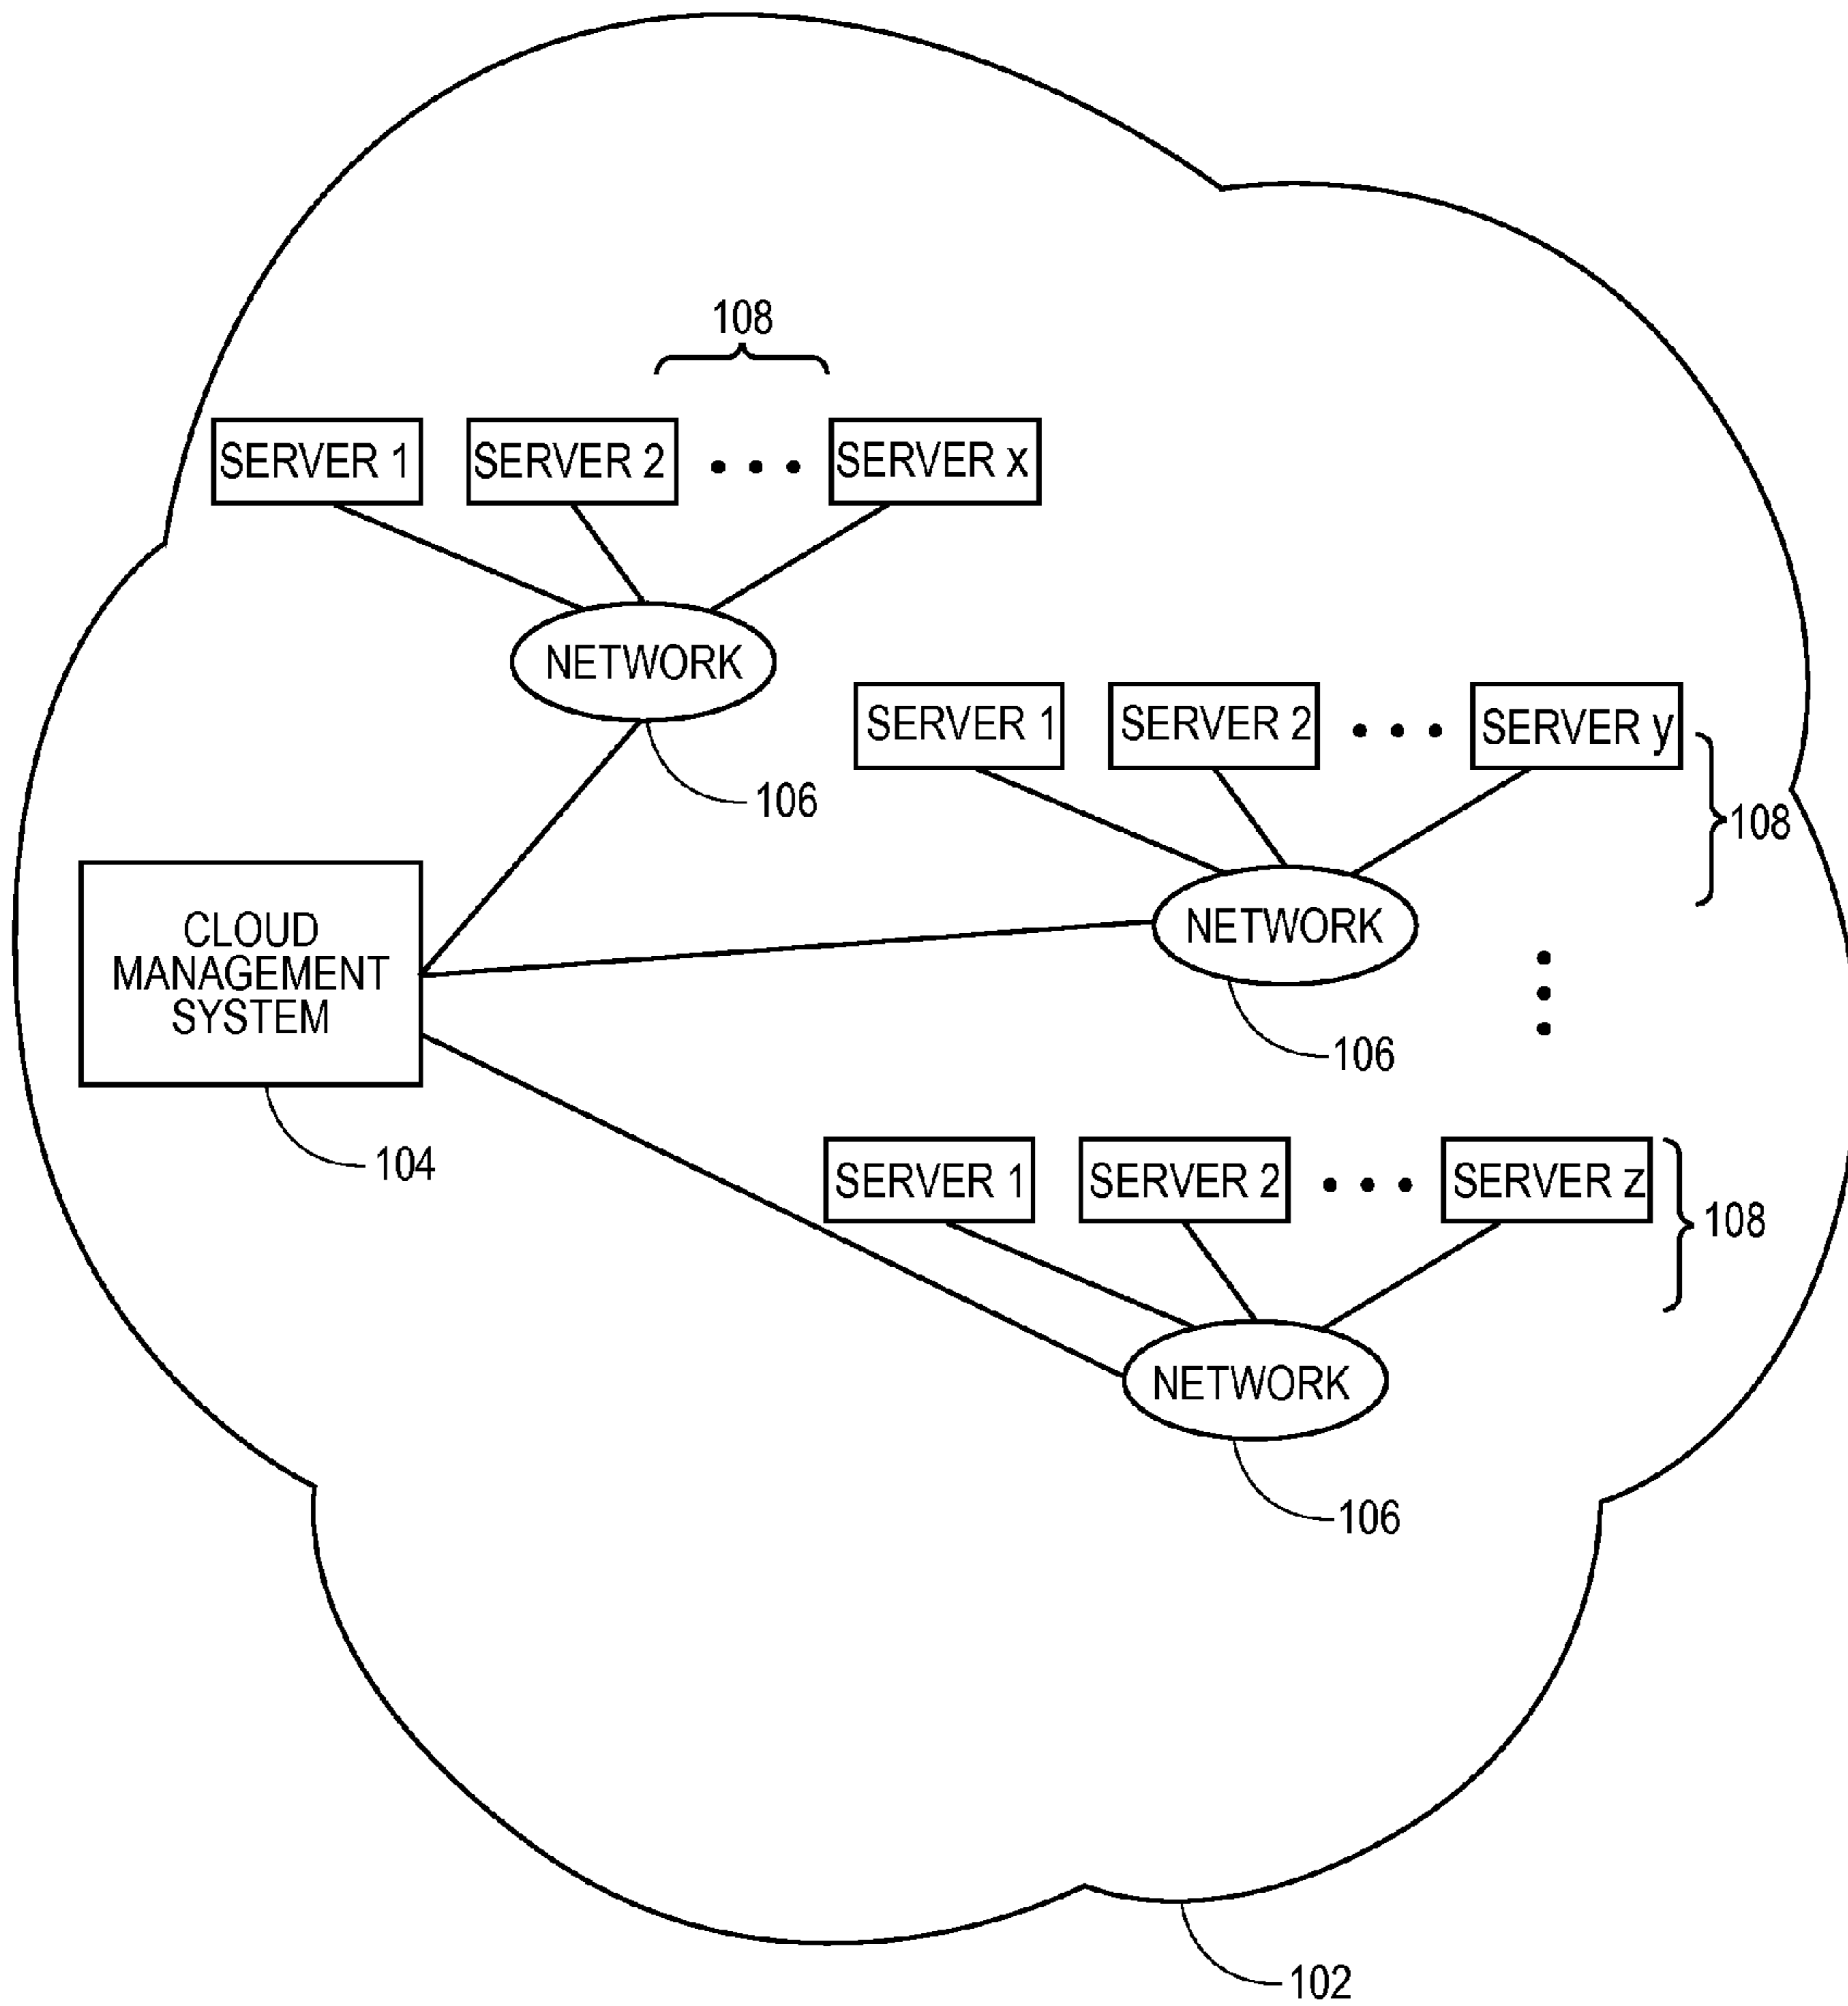 108
SERVER 1
SERVER 2
SERVER x
NETWORK
106
SERVER 1
SERVER 2
SERVER y
108
NETWORK
106
CLOUD
MANAGEMENT
SYSTEM
104
SERVER 1
SERVER 2
SERVER z
108
NETWORK
106
102